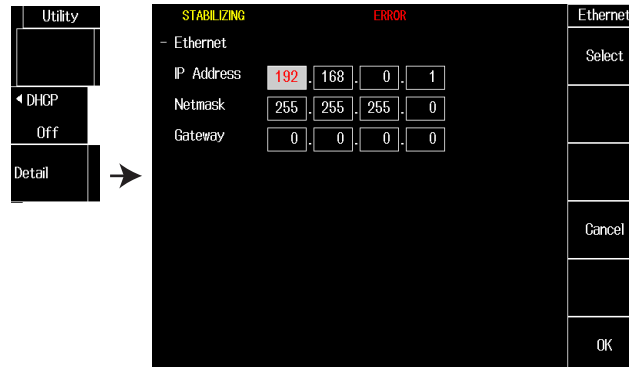 Utility
◀ DHCP
Off
Detail
STABILIZING ERROR
- Ethernet
IP Address 192 . 168 . 0 . 1
Netmask 255 . 255 . 255 . 0
Gateway 0 . 0 . 0 . 0
Ethernet
Select
Cancel
OK